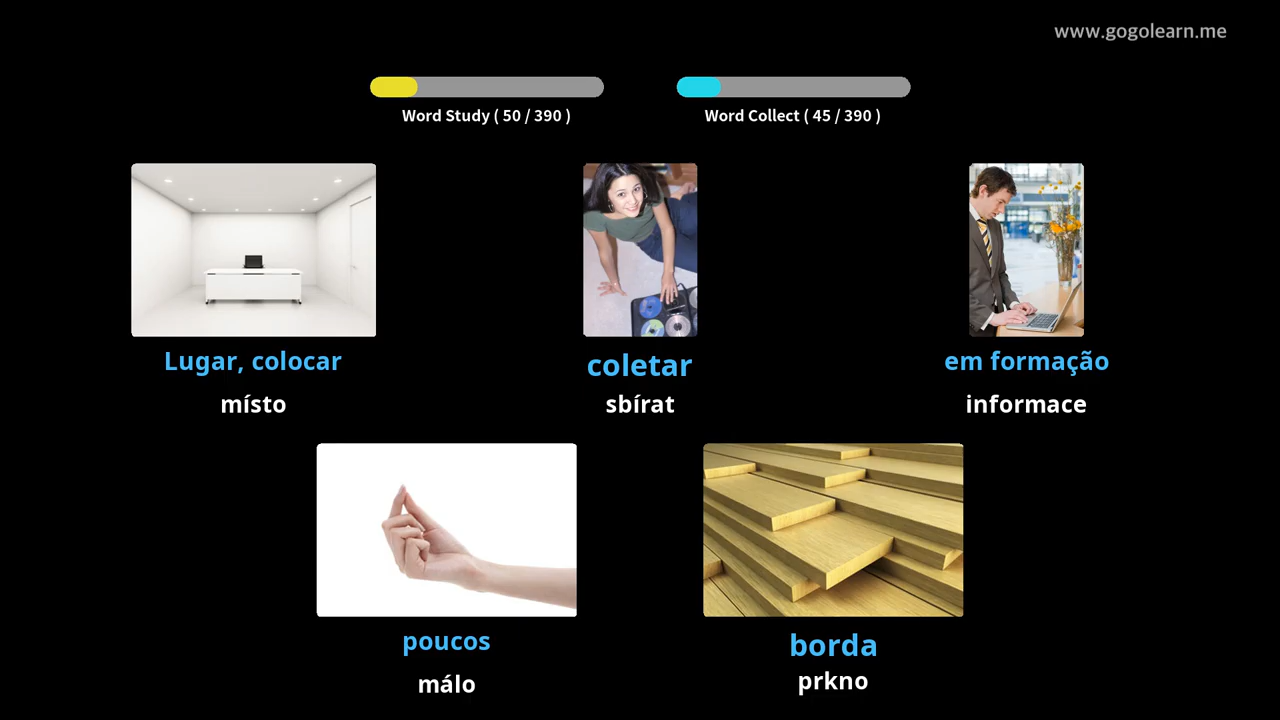 www.gogolearn.me
Word Study ( 50 / 390 )
Word Collect ( 45 / 390 )
Lugar, colocar
coletar
em formação
místo
sbírat
informace
poucos
borda
málo
prkno